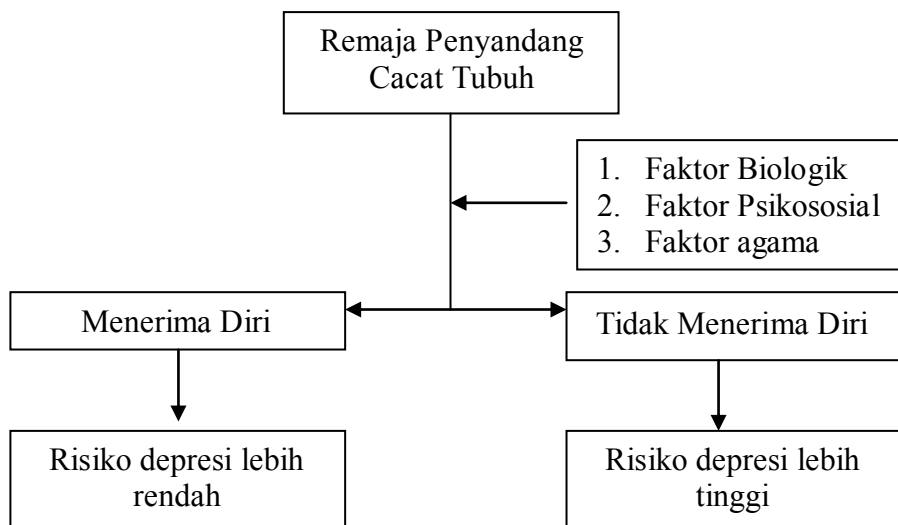 Remaja Penyandang
Cacat Tubuh
1. Faktor Biologik
2. Faktor Psikososial
3. Faktor agama
Menerima Diri
Tidak Menerima Diri
Risiko depresi lebih
rendah
Risiko depresi lebih
tinggi